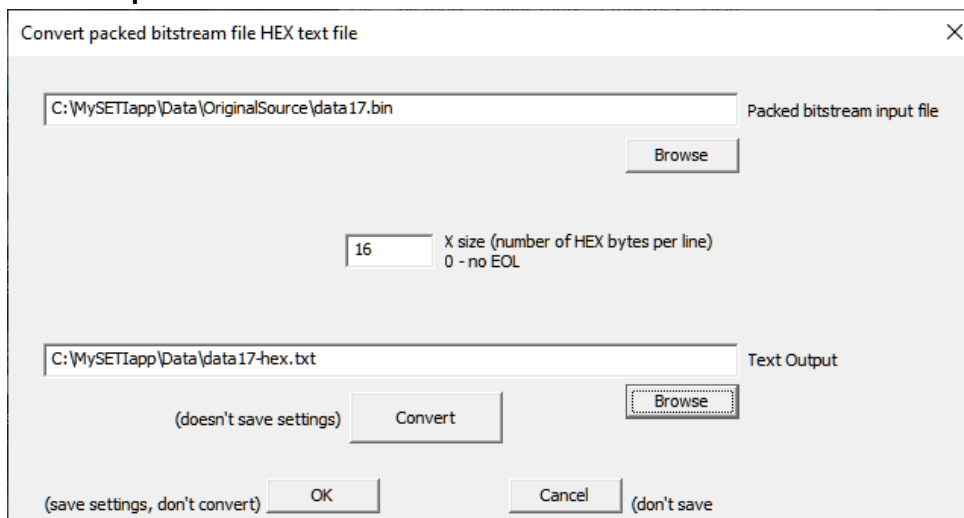 Convert packed bitstream file HEX text file
C:\MySETIapp\Data\OriginalSource\data17.bin
Packed bitstream input file
Browse
16
X size (number of HEX bytes per line)
0 - no EOL
C:\MySETIapp\Data\data17-hex.txt
Text Output
Browse
(doesn't save settings)
Convert
(save settings, don't convert)
OK
Cancel
(don't save